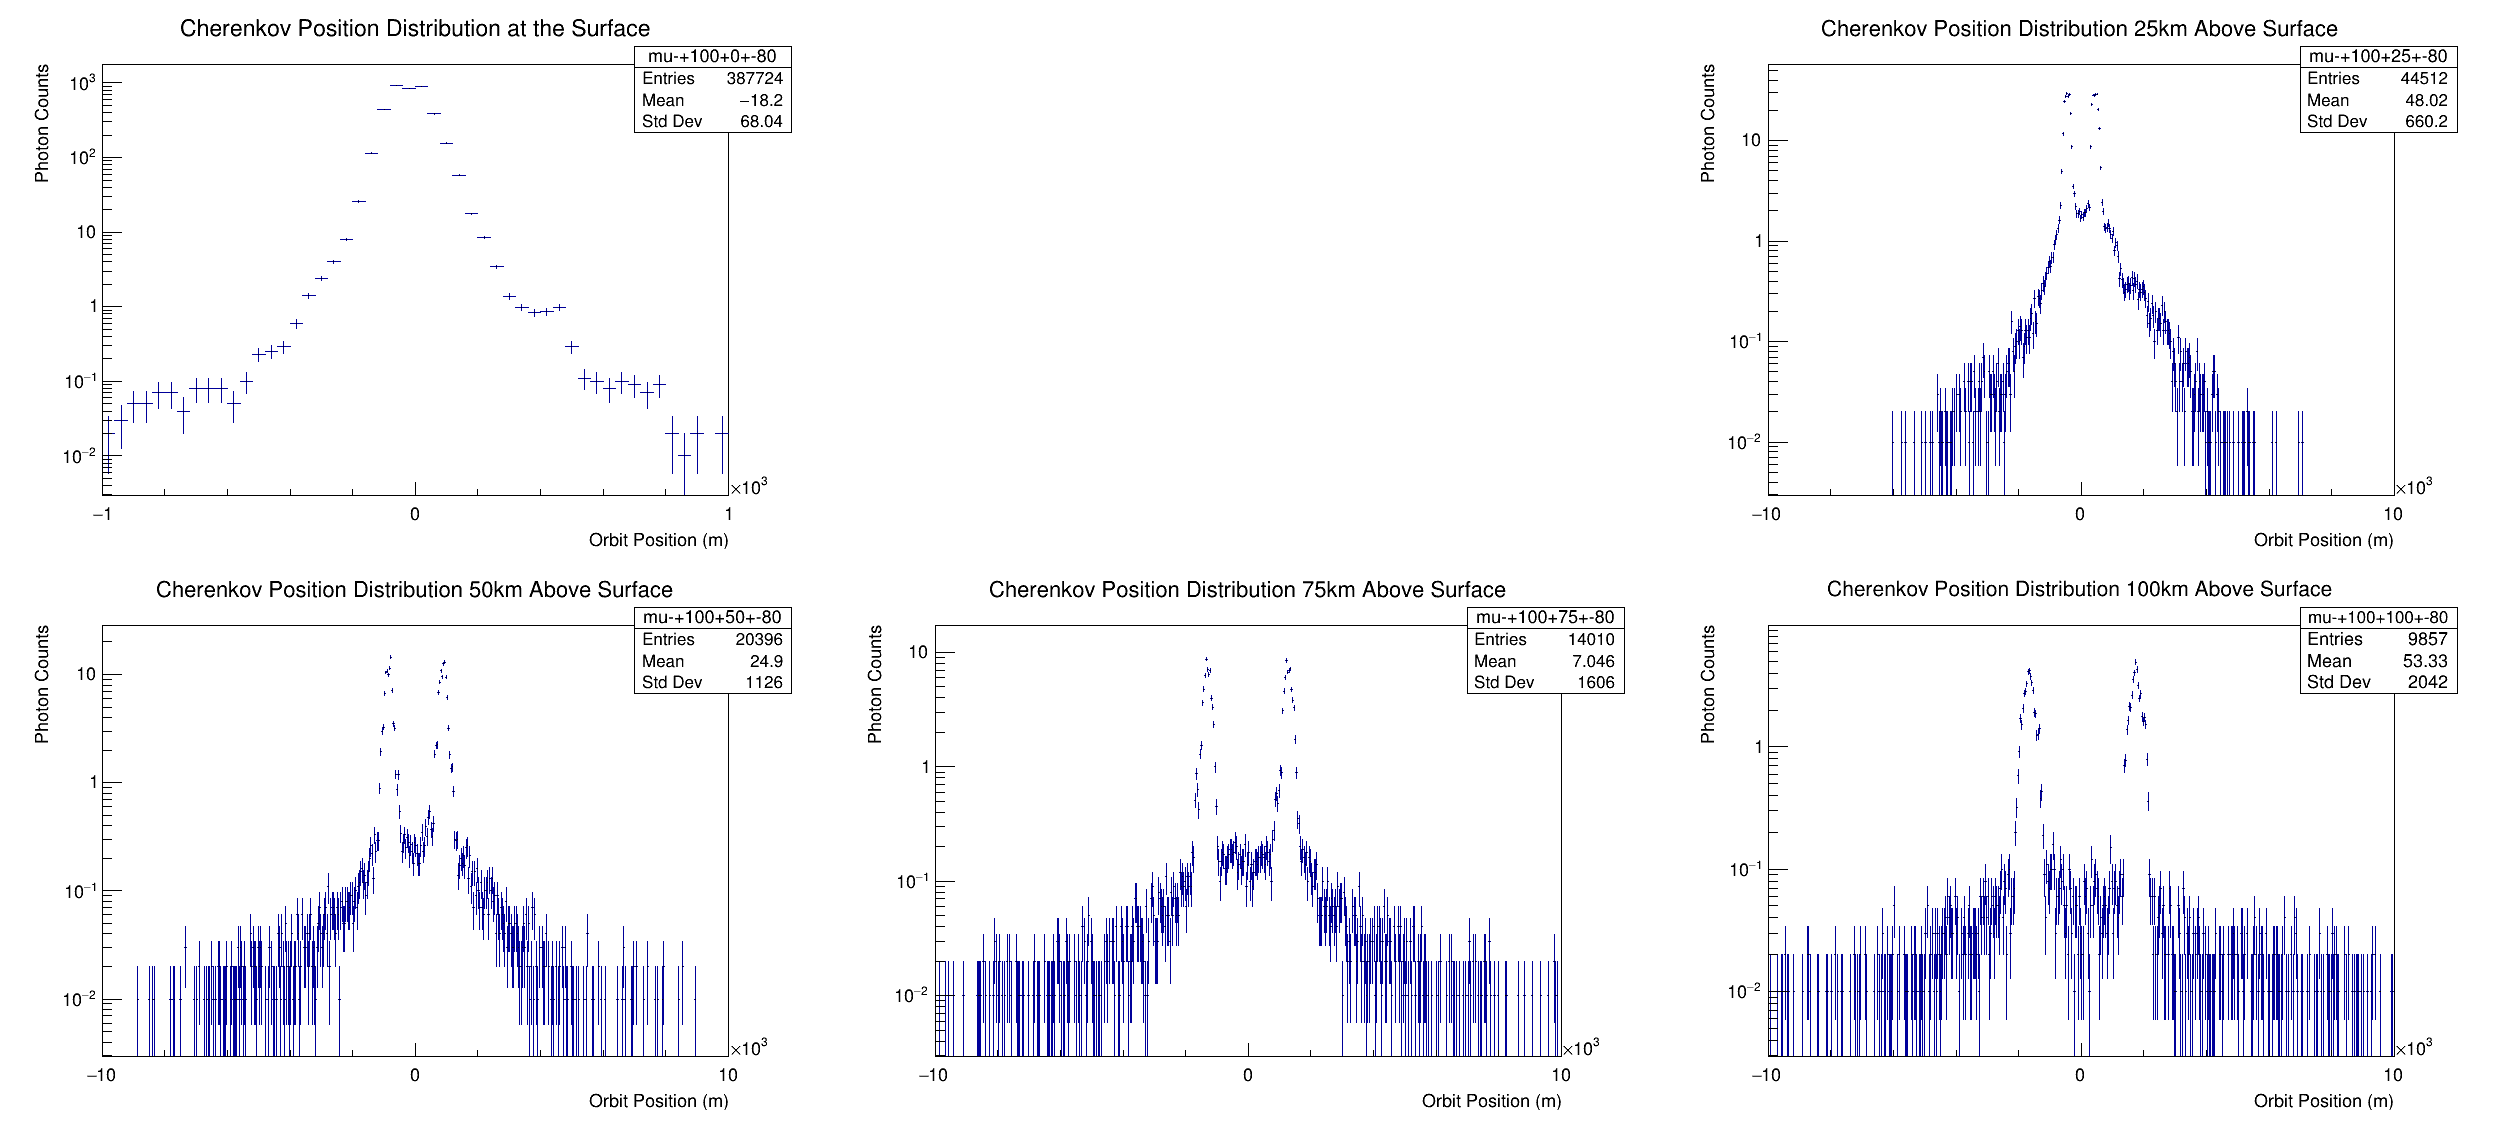 Cherenkov Position Distribution at the Surface
mu-+100+0+-80
Entries 387724
Mean −18.2
Std Dev 68.04
Photon Counts
10³
10²
10
1
10⁻¹
10⁻²
−1 0 1
×10³
Orbit Position (m)
Cherenkov Position Distribution 25km Above Surface
mu-+100+25+-80
Entries 44512
Mean 48.02
Std Dev 660.2
Photon Counts
10
1
10⁻¹
10⁻²
−10 0 10
×10³
Orbit Position (m)
Cherenkov Position Distribution 50km Above Surface
mu-+100+50+-80
Entries 20396
Mean 24.9
Std Dev 1126
Photon Counts
10
1
10⁻¹
10⁻²
−10 0 10
×10³
Orbit Position (m)
Cherenkov Position Distribution 75km Above Surface
mu-+100+75+-80
Entries 14010
Mean 7.046
Std Dev 1606
Photon Counts
10
1
10⁻¹
10⁻²
−10 0 10
×10³
Orbit Position (m)
Cherenkov Position Distribution 100km Above Surface
mu-+100+100+-80
Entries 9857
Mean 53.33
Std Dev 2042
Photon Counts
1
10⁻¹
10⁻²
−10 0 10
×10³
Orbit Position (m)